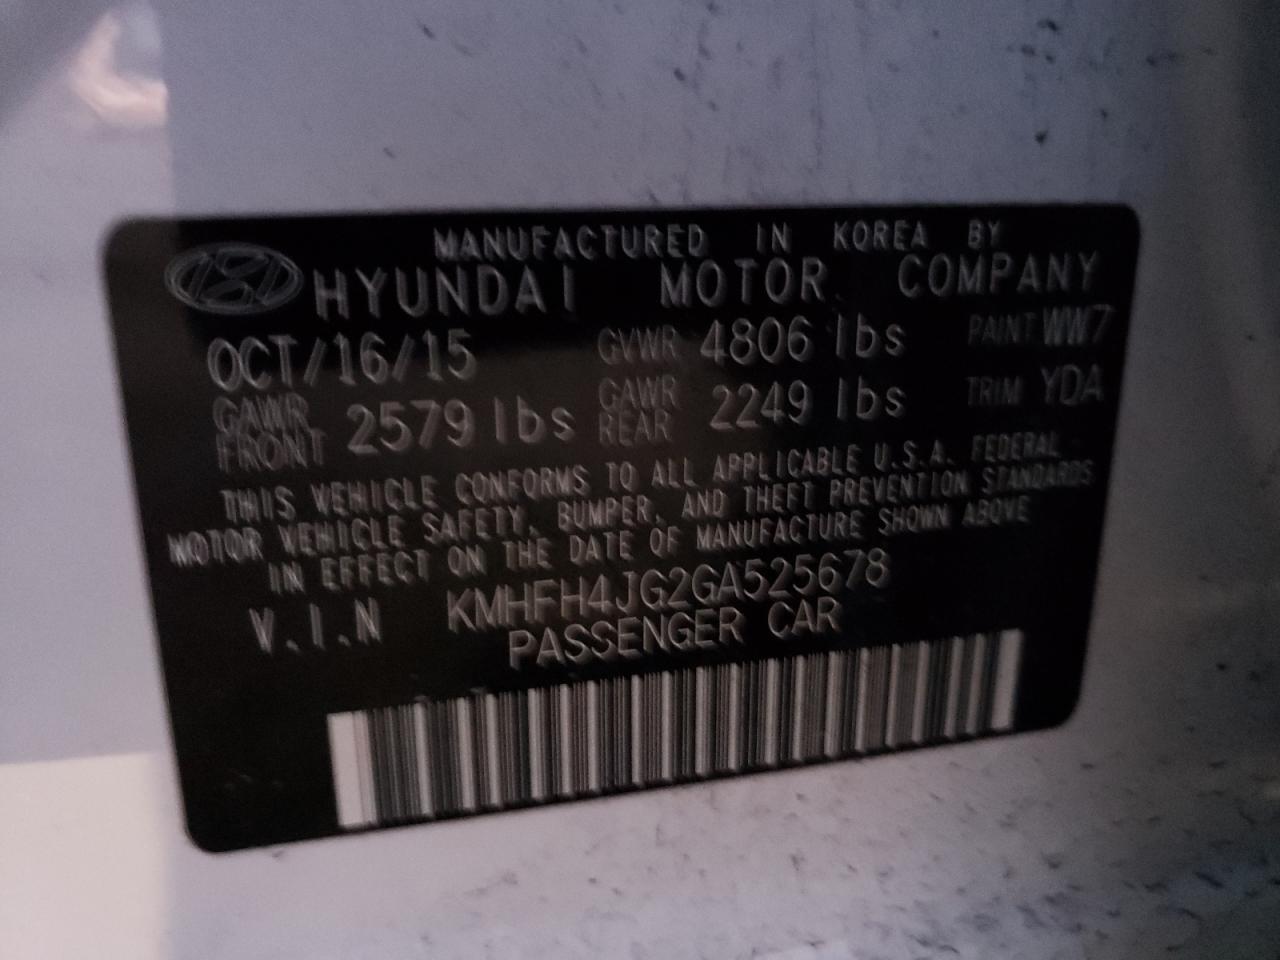 MANUFACTURED IN KOREA BY
HYUNDAI MOTOR COMPANY
OCT/16/15 GVWR 4806 lbs PAINT WW7
GAWR FRONT 2579 lbs GAWR REAR 2249 lbs TRIM YDA
THIS VEHICLE CONFORMS TO ALL APPLICABLE U.S.A. FEDERAL
MOTOR VEHICLE SAFETY, BUMPER, AND THEFT PREVENTION STANDARDS
IN EFFECT ON THE DATE OF MANUFACTURE SHOWN ABOVE
V.I.N KMHFH4JG2GA525678
PASSENGER CAR